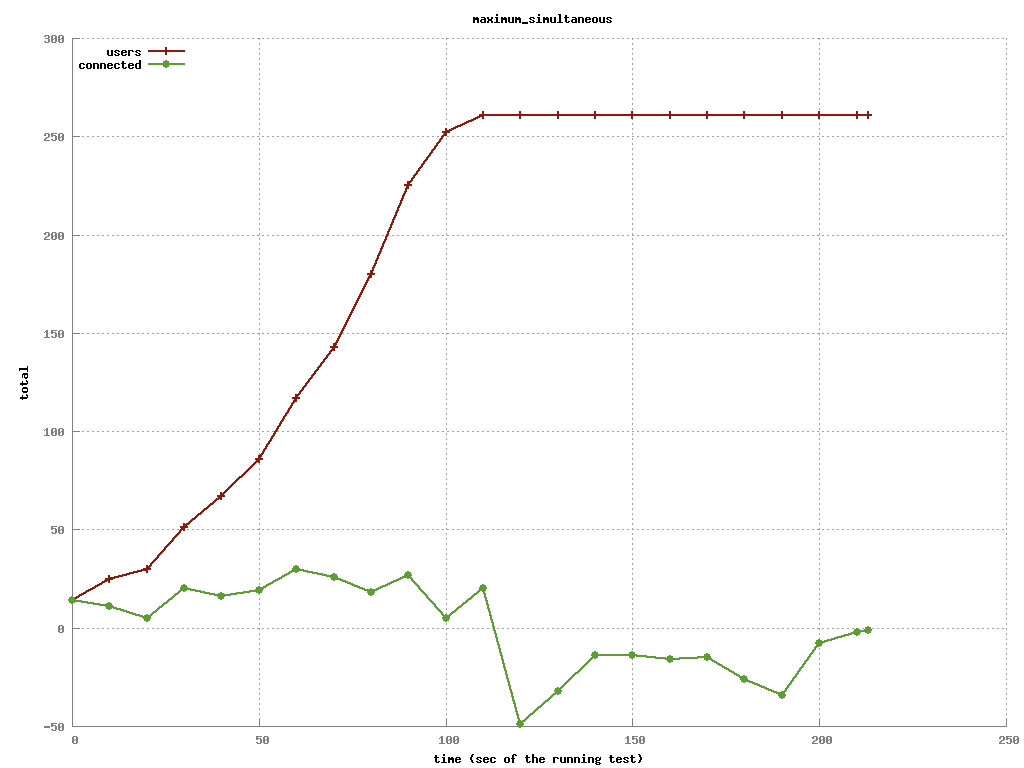 maximum_simultaneous
300
users
connected
250
200
150
total
100
50
0
-50
0 50 100 150 200 250
time (sec of the running test)